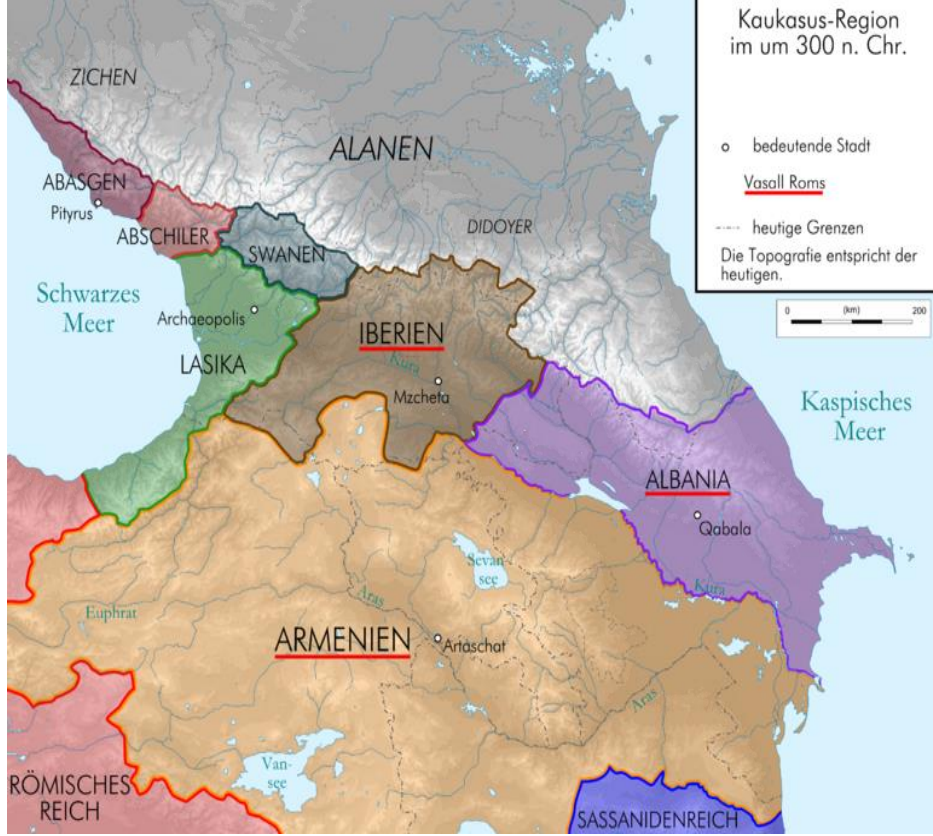 Kaukasus-Region
im um 300 n. Chr.
bedeutende Stadt
Vasall Roms
heutige Grenzen
Die Topografie entspricht der
heutigen.
0 (km) 200
ZICHEN
ALANEN
ABASGEN
Pityrus
ABSCHILER
DIDOYER
SWANEN
Schwarzes
Meer
Archaeopolis
IBERIEN
LASIKA
Kura
Mzcheta
Kaspisches
Meer
ALBANIA
Qabala
Sevan-
see
Kura
Aras
Euphrat
ARMENIEN
Artaschat
Aras
Van-
see
RÖMISCHES
REICH
SASSANIDENREICH